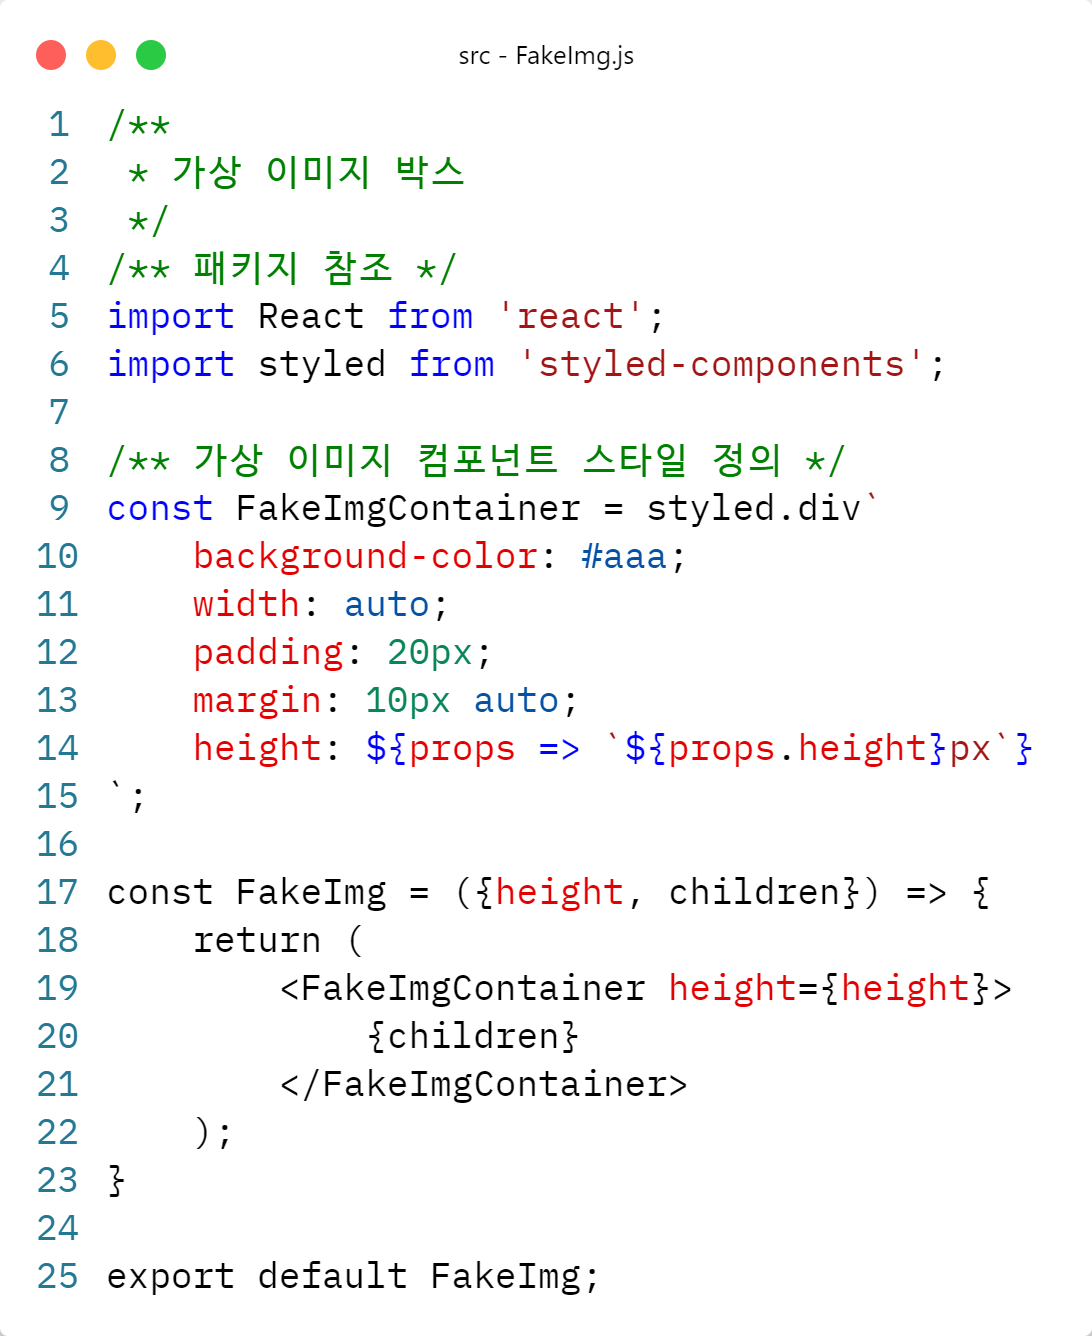 src - FakeImg.js
1 /**
2  * 가상 이미지 박스
3  */
4 /** 패키지 참조 */
5 import React from 'react';
6 import styled from 'styled-components';
7
8 /** 가상 이미지 컴포넌트 스타일 정의 */
9 const FakeImgContainer = styled.div`
10     background-color: #aaa;
11     width: auto;
12     padding: 20px;
13     margin: 10px auto;
14     height: ${props => `${props.height}px`}
15 `;
16
17 const FakeImg = ({height, children}) => {
18     return (
19         <FakeImgContainer height={height}>
20             {children}
21         </FakeImgContainer>
22     );
23 }
24
25 export default FakeImg;